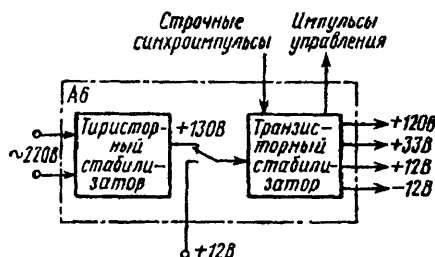 Строчные
синхроимпульсы
Импульсы
управления
А6
~220В
Тиристор-
ный
стабили-
затор
+130В
+12В
Транзис-
торный
стабили-
затор
+120В
+33В
+12В
-12В